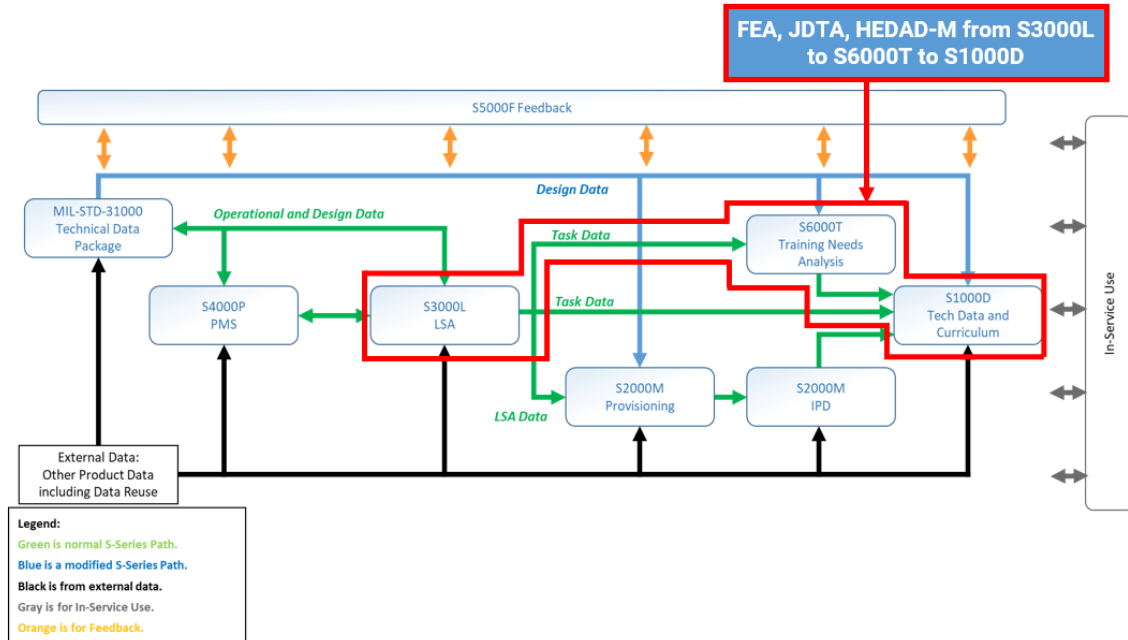 FEA, JDTA, HEDAD-M from S3000L
to S6000T to S1000D
S5000F Feedback
Design Data
MIL-STD-31000
Technical Data
Package
Operational and Design Data
S6000T
Training Needs
Analysis
Task Data
S4000P
PMS
S3000L
LSA
Task Data
S1000D
Tech Data and
Curriculum
In-Service Use
S2000M
Provisioning
S2000M
IPD
LSA Data
External Data:
Other Product Data
including Data Reuse
Legend:
Green is normal S-Series Path.
Blue is a modified S-Series Path.
Black is from external data.
Gray is for In-Service Use.
Orange is for Feedback.